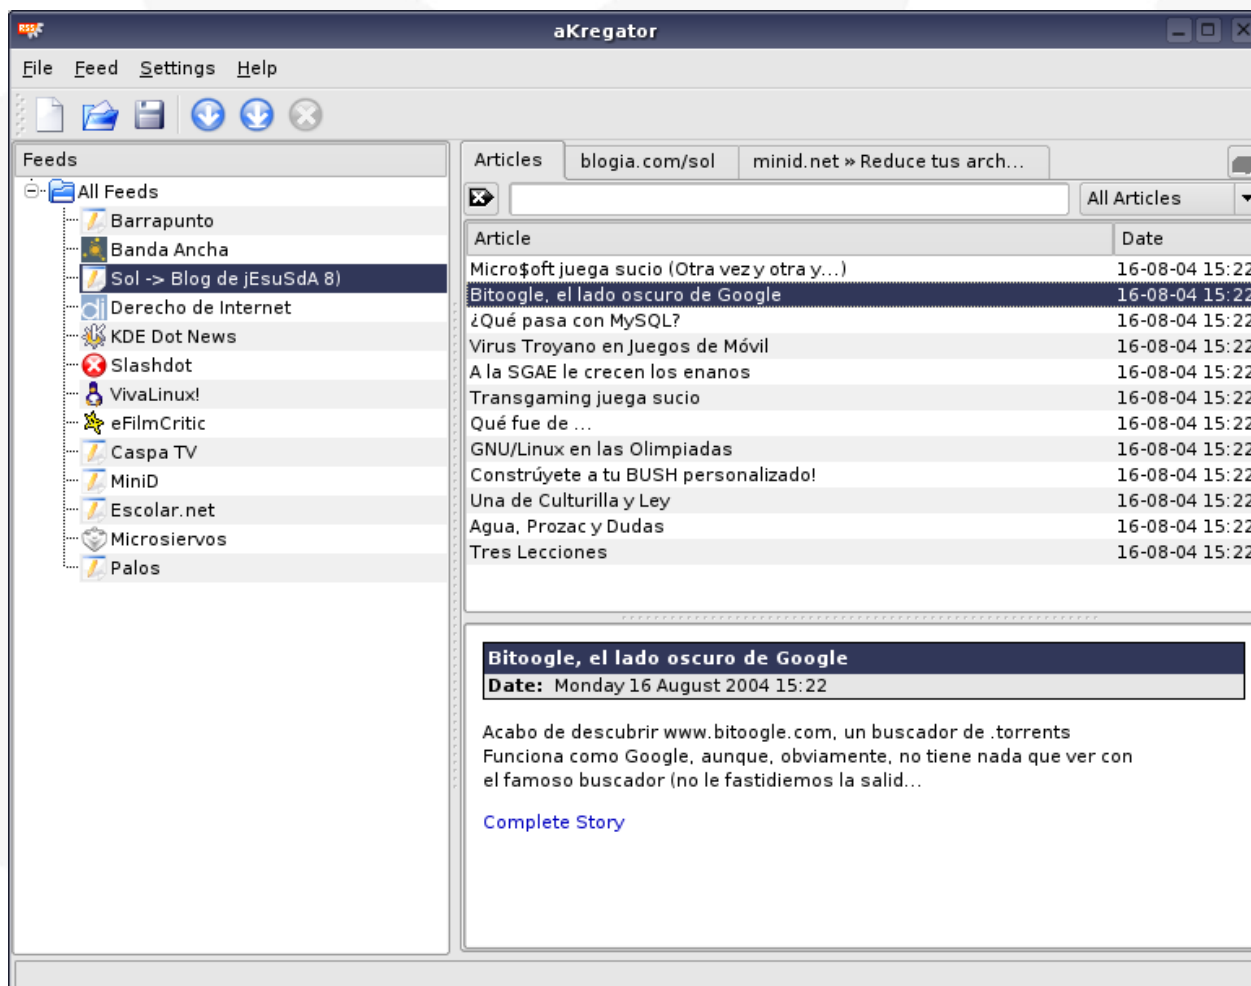 RSS
aKregator
File Feed Settings Help
Feeds
All Feeds
Barrapunto
Banda Ancha
Sol -> Blog de jEsuSdA 8)
dj Derecho de Internet
KDE Dot News
Slashdot
VivaLinux!
eFilmCritic
Caspa TV
MiniD
Escolar.net
Microsiervos
Palos
Articles blogia.com/sol minid.net » Reduce tus arch...
All Articles
Article Date
Micro$oft juega sucio (Otra vez y otra y...) 16-08-04 15:22
Bitoogle, el lado oscuro de Google 16-08-04 15:22
¿Qué pasa con MySQL? 16-08-04 15:22
Virus Troyano en Juegos de Móvil 16-08-04 15:22
A la SGAE le crecen los enanos 16-08-04 15:22
Transgaming juega sucio 16-08-04 15:22
Qué fue de ... 16-08-04 15:22
GNU/Linux en las Olimpiadas 16-08-04 15:22
Constrúyete a tu BUSH personalizado! 16-08-04 15:22
Una de Culturilla y Ley 16-08-04 15:22
Agua, Prozac y Dudas 16-08-04 15:22
Tres Lecciones 16-08-04 15:22
Bitoogle, el lado oscuro de Google
Date: Monday 16 August 2004 15:22
Acabo de descubrir www.bitoogle.com, un buscador de .torrents
Funciona como Google, aunque, obviamente, no tiene nada que ver con
el famoso buscador (no le fastidiemos la salid...
Complete Story